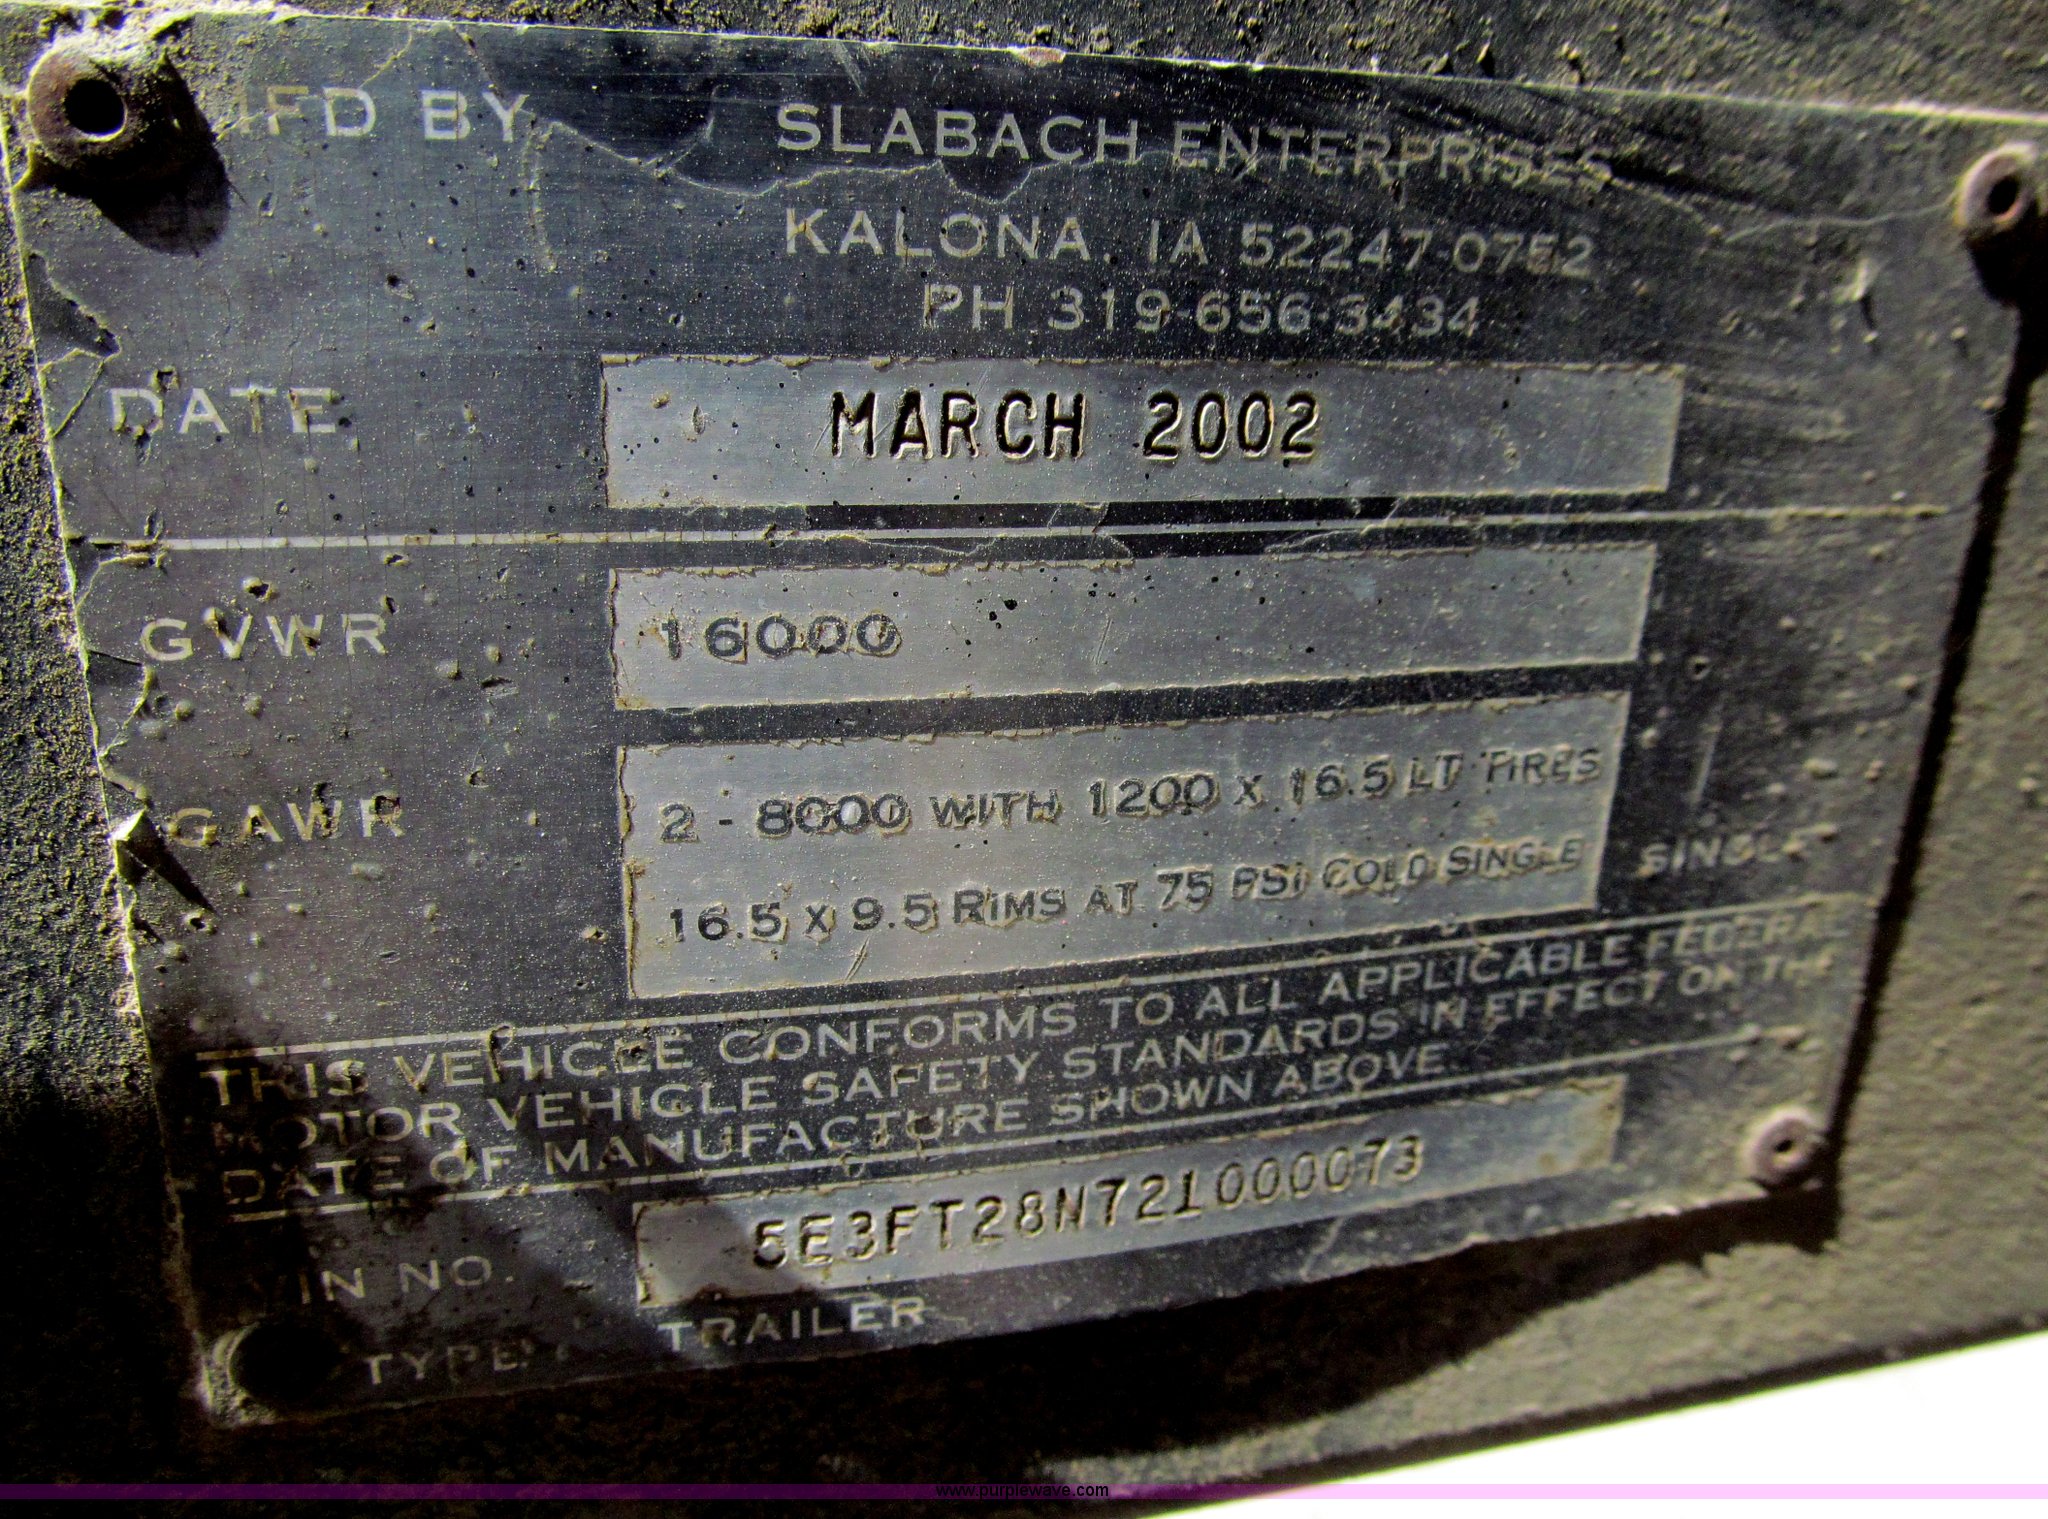 MFD BY SLABACH ENTERPRISES
KALONA, IA 52247-0752
PH 319-656-3434
DATE MARCH 2002
GVWR 16000
GAWR 2 - 8000 WITH 1200 X 16.5 LT TIRES
16.5 X 9.5 RIMS AT 75 PSI COLD SINGLE SINGLE
THIS VEHICLE CONFORMS TO ALL APPLICABLE FEDERAL
MOTOR VEHICLE SAFETY STANDARDS IN EFFECT ON THE
DATE OF MANUFACTURE SHOWN ABOVE.
VIN NO. 5E3FT28N721000073
TYPE TRAILER
www.purplewave.com